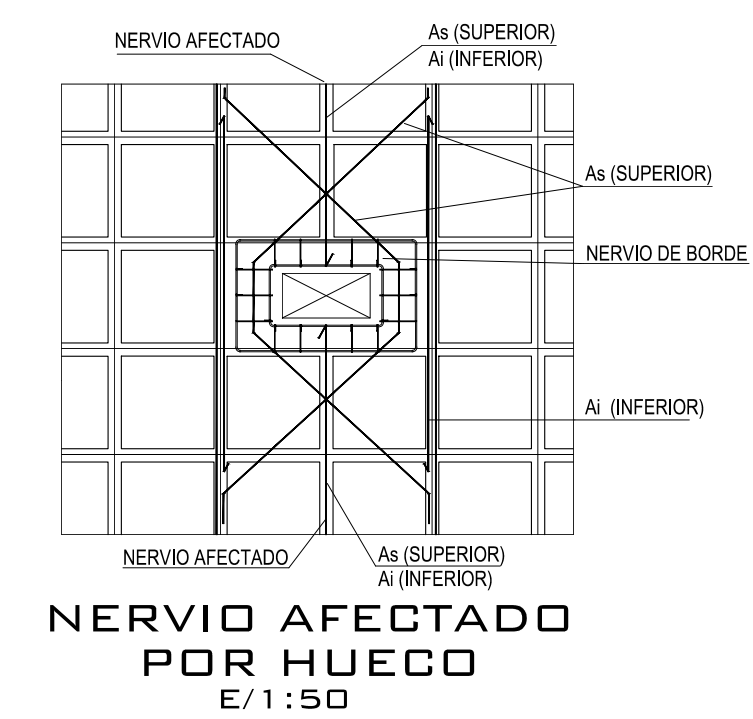 NERVIO AFECTADO
As (SUPERIOR)
Ai (INFERIOR)
As (SUPERIOR)
NERVIO DE BORDE
Ai (INFERIOR)
NERVIO AFECTADO
As (SUPERIOR)
Ai (INFERIOR)
NERVIO AFECTADO
POR HUECO
E/1:50